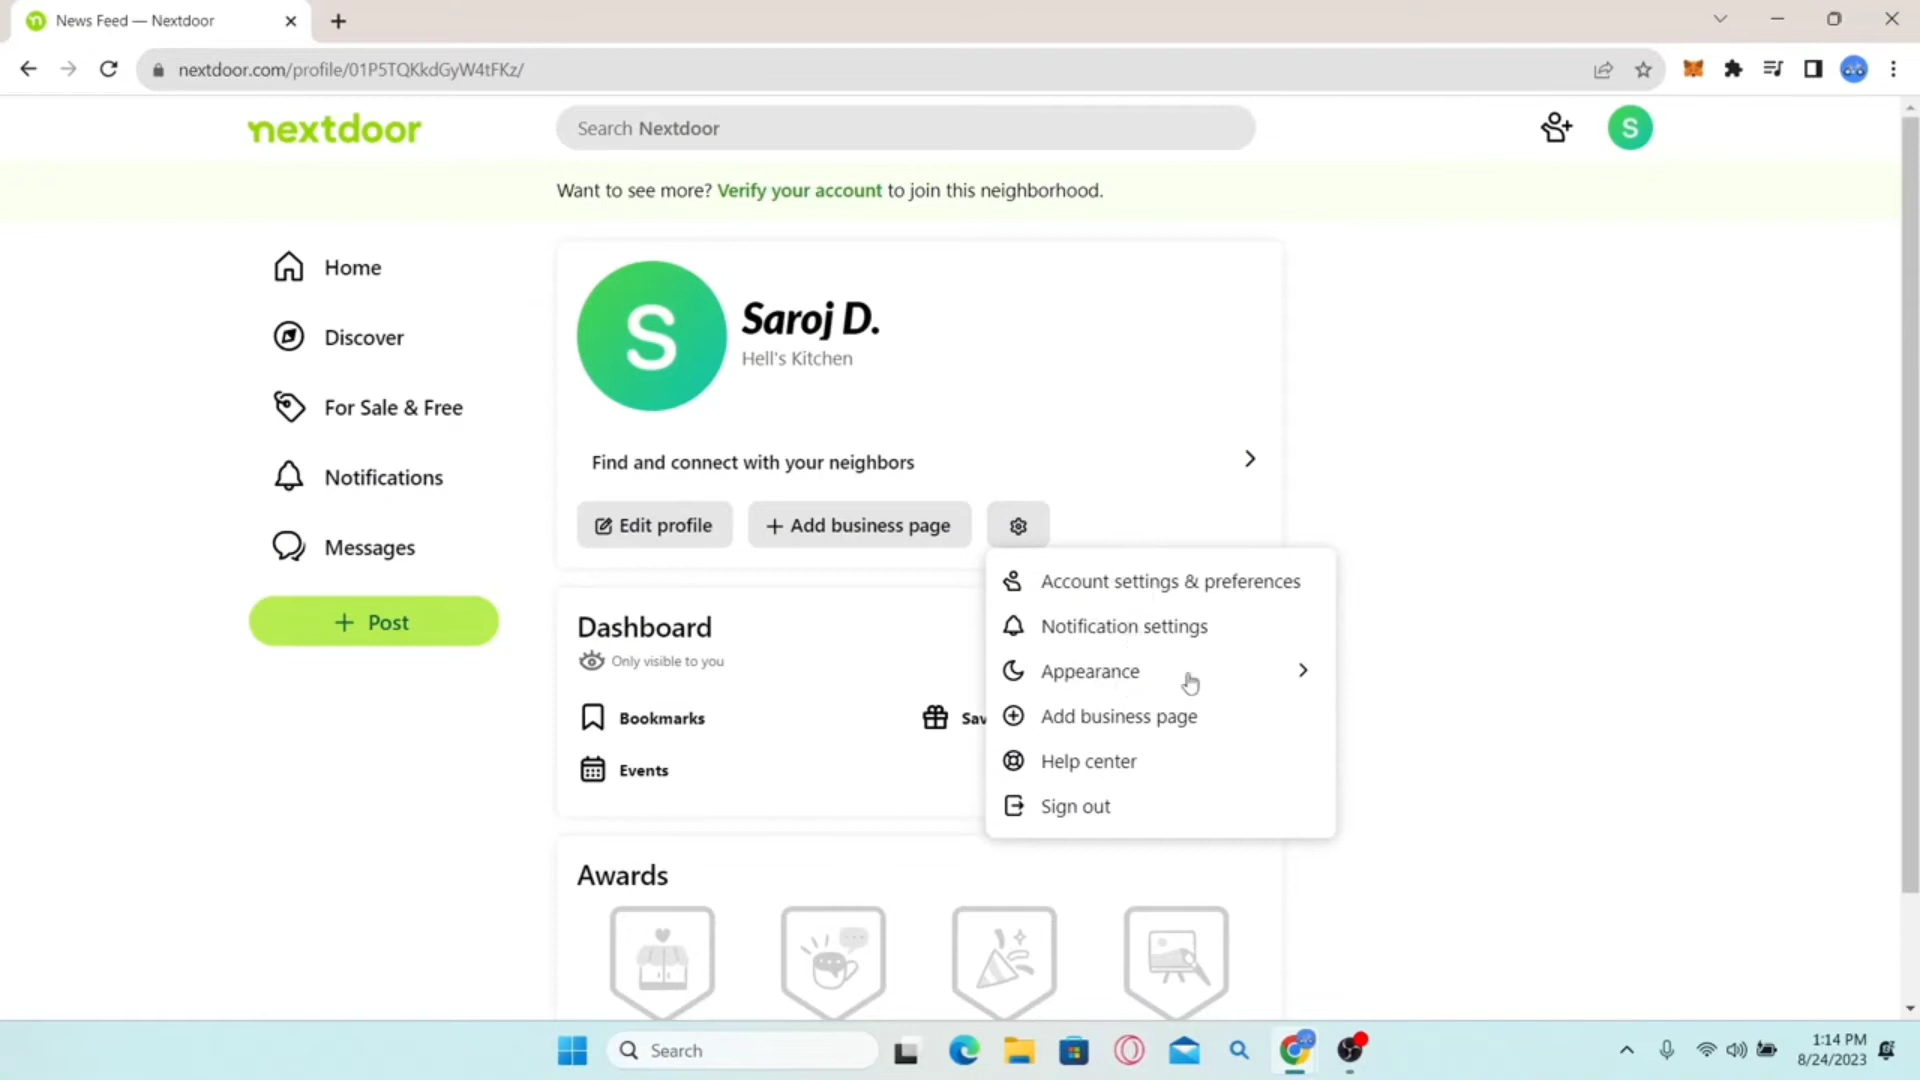 News Feed — Nextdoor
nextdoor.com/profile/01P5TQKkdGyW4tFKz/
nextdoor
Search Nextdoor
S
Want to see more? Verify your account to join this neighborhood.
Home
Discover
For Sale & Free
Notifications
Messages
+ Post
S
Saroj D.
Hell's Kitchen
Find and connect with your neighbors
Edit profile
+ Add business page
Account settings & preferences
Notification settings
Appearance
Add business page
Help center
Sign out
Dashboard
Only visible to you
Bookmarks
Sav
Events
Awards
Search
1:14 PM
8/24/2023